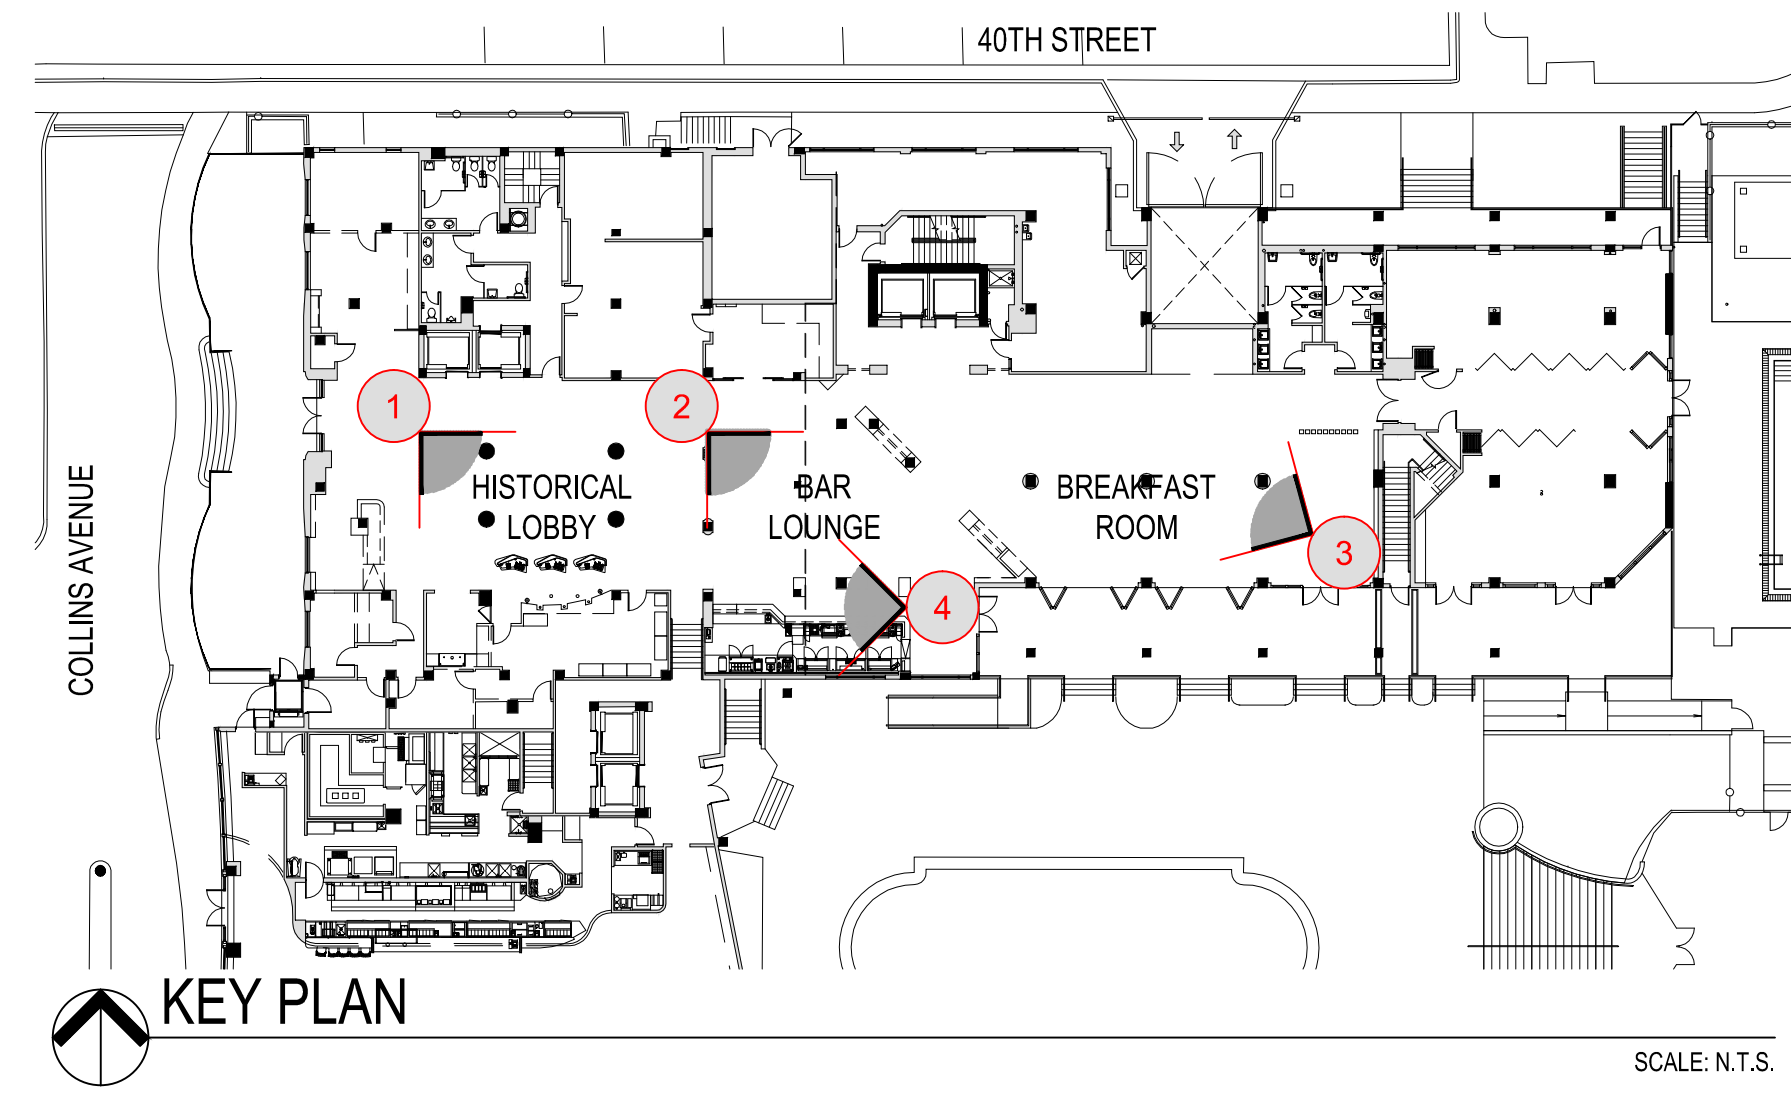 40TH STREET
1
2
HISTORICAL
LOBBY
BAR
LOUNGE
BREAKFAST
ROOM
3
4
COLLINS AVENUE
KEY PLAN
SCALE: N.T.S.